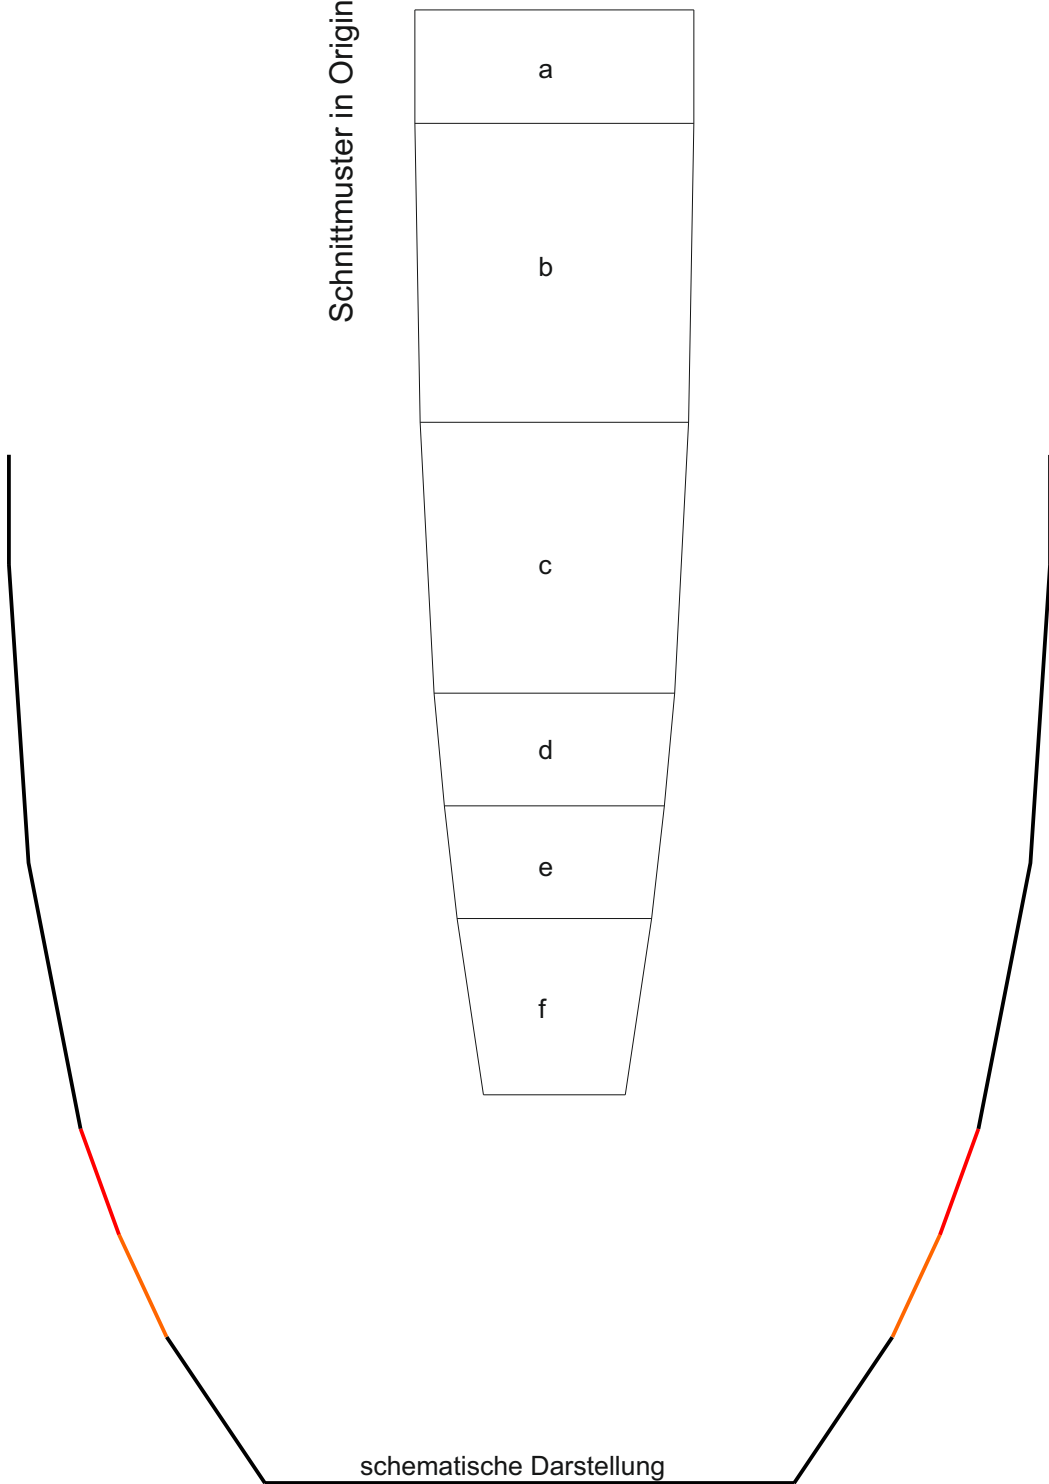 Schnittmuster in Origin
a
b
c
d
e
f
schematische Darstellung